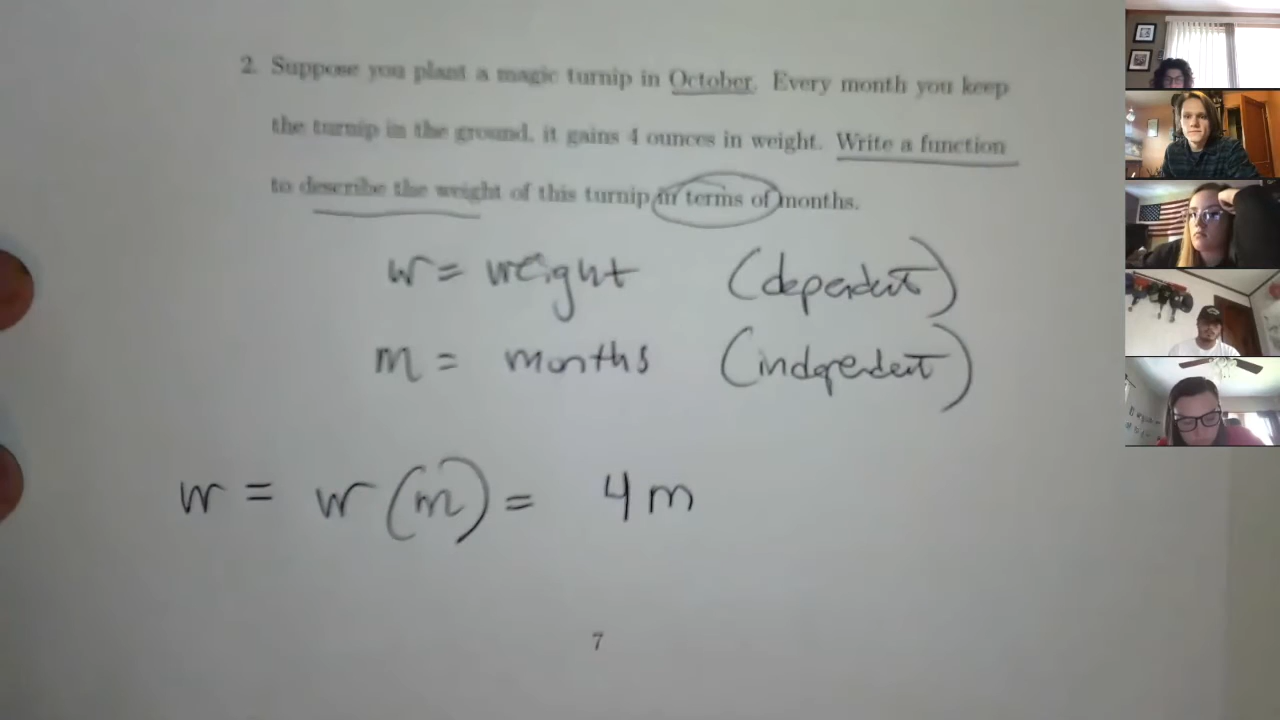 2. Suppose you plant a magic turnip in October. Every month you keep
the turnip in the ground, it gains 4 ounces in weight. Write a function
to describe the weight of this turnip in terms of months.
w = weight (dependent)
m = months (independent)
w = w(m) = 4m
7